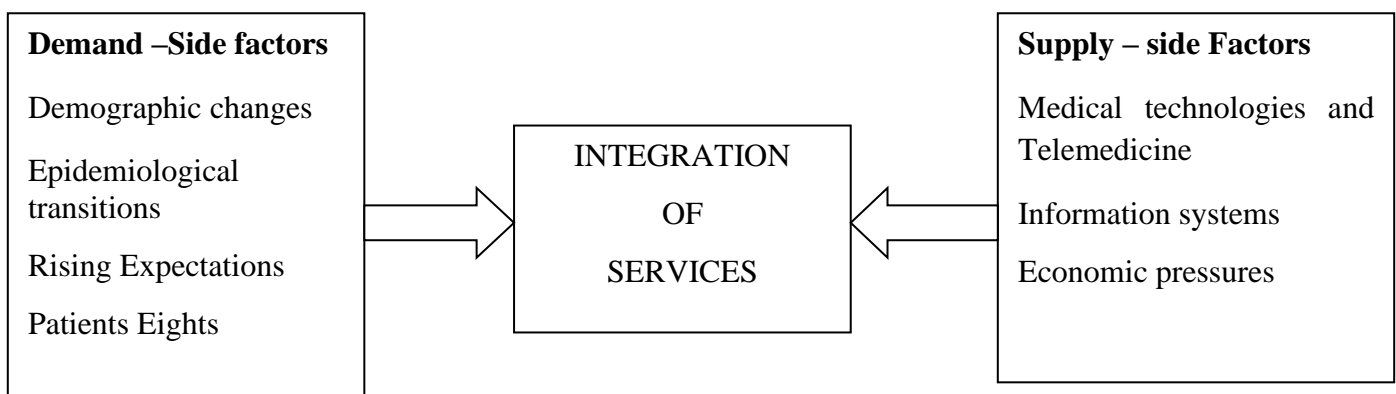 Demand –Side factors
Demographic changes
Epidemiological
transitions
Rising Expectations
Patients Eights
INTEGRATION
OF
SERVICES
Supply – side Factors
Medical technologies and
Telemedicine
Information systems
Economic pressures